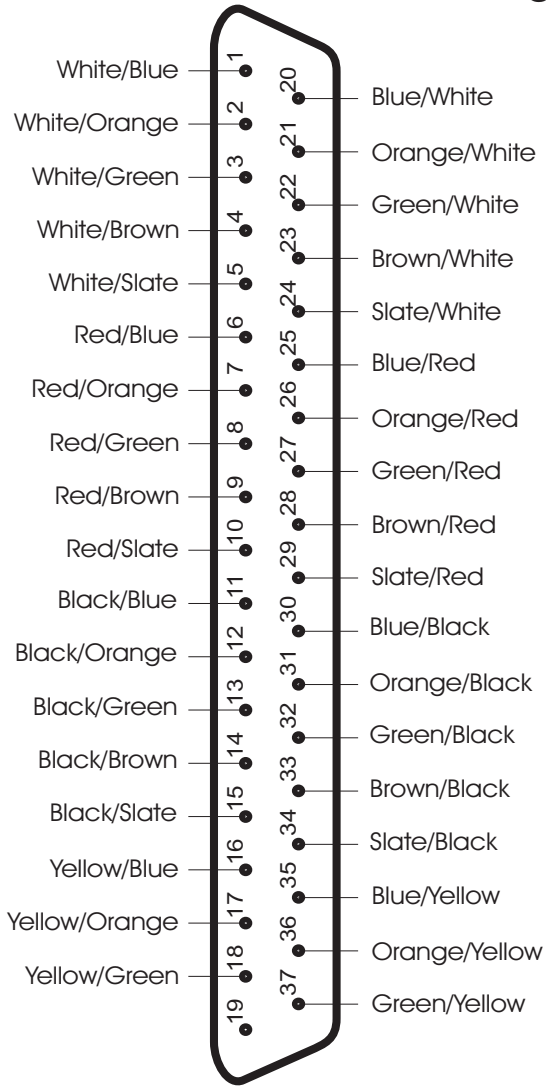 White/Blue 1
20 Blue/White
White/Orange 2
21 Orange/White
White/Green 3
22 Green/White
White/Brown 4
23 Brown/White
White/Slate 5
24 Slate/White
Red/Blue 6
25 Blue/Red
Red/Orange 7
26 Orange/Red
Red/Green 8
27 Green/Red
Red/Brown 9
28 Brown/Red
Red/Slate 10
29 Slate/Red
Black/Blue 11
30 Blue/Black
Black/Orange 12
31 Orange/Black
Black/Green 13
32 Green/Black
Black/Brown 14
33 Brown/Black
Black/Slate 15
34 Slate/Black
Yellow/Blue 16
35 Blue/Yellow
Yellow/Orange 17
36 Orange/Yellow
Yellow/Green 18
37 Green/Yellow
19